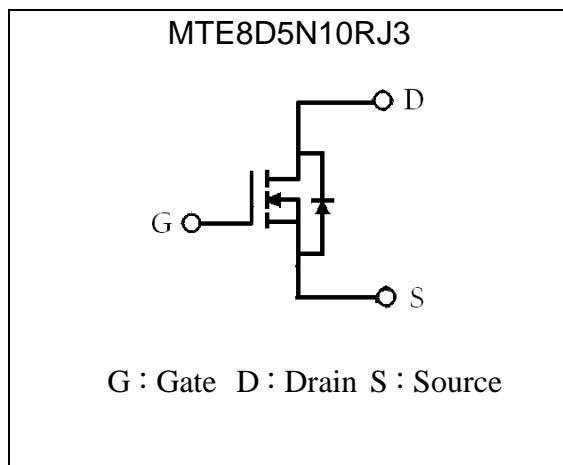 MTE8D5N10RJ3
D
G
S
G：Gate D：Drain S：Source